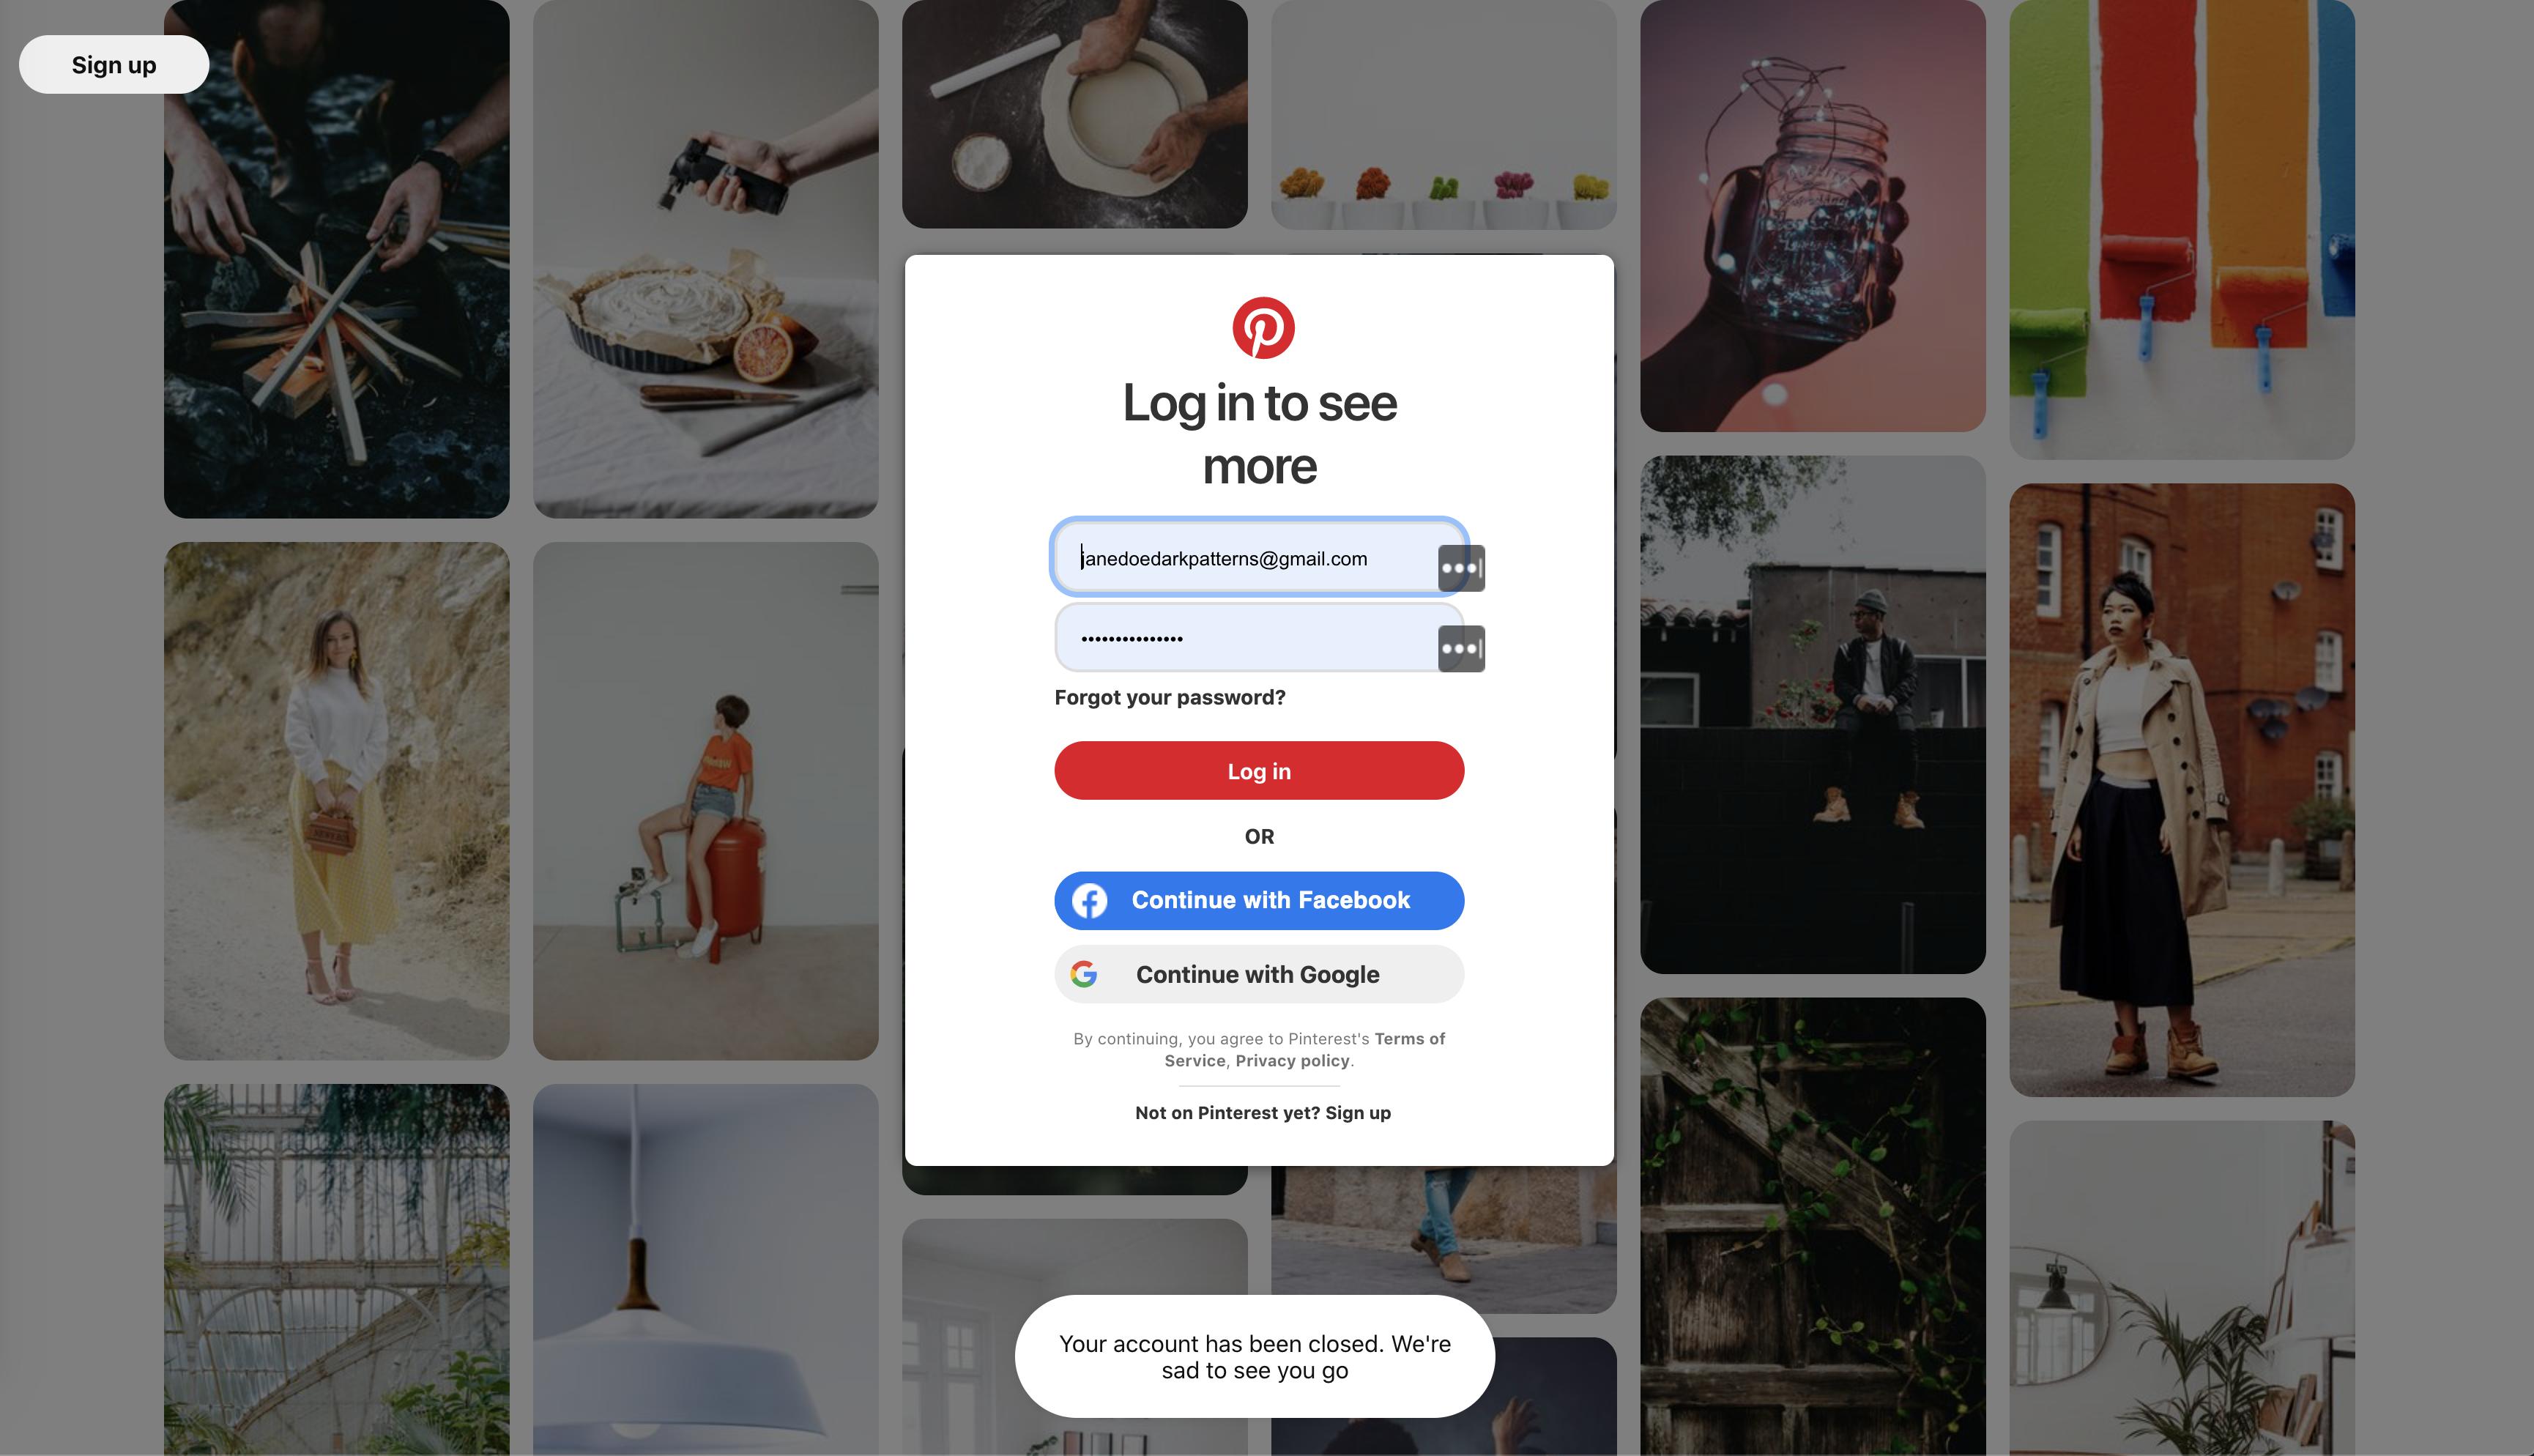 Sign up
Log in to see
more
janedoedarkpatterns@gmail.com
•••••••••••••••
Forgot your password?
Log in
OR
Continue with Facebook
Continue with Google
By continuing, you agree to Pinterest's Terms of
Service, Privacy policy.
Not on Pinterest yet? Sign up
Your account has been closed. We're
sad to see you go